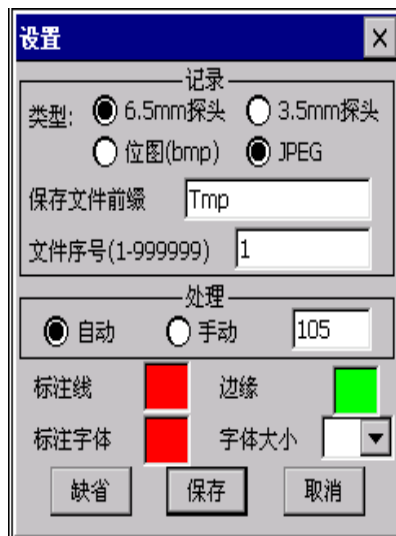 设置
记录
类型: 6.5mm探头 3.5mm探头
位图(bmp) JPEG
保存文件前缀 Tmp
文件序号(1-999999) 1
处理
自动 手动 105
标注线 边缘
标注字体 字体大小
缺省 保存 取消